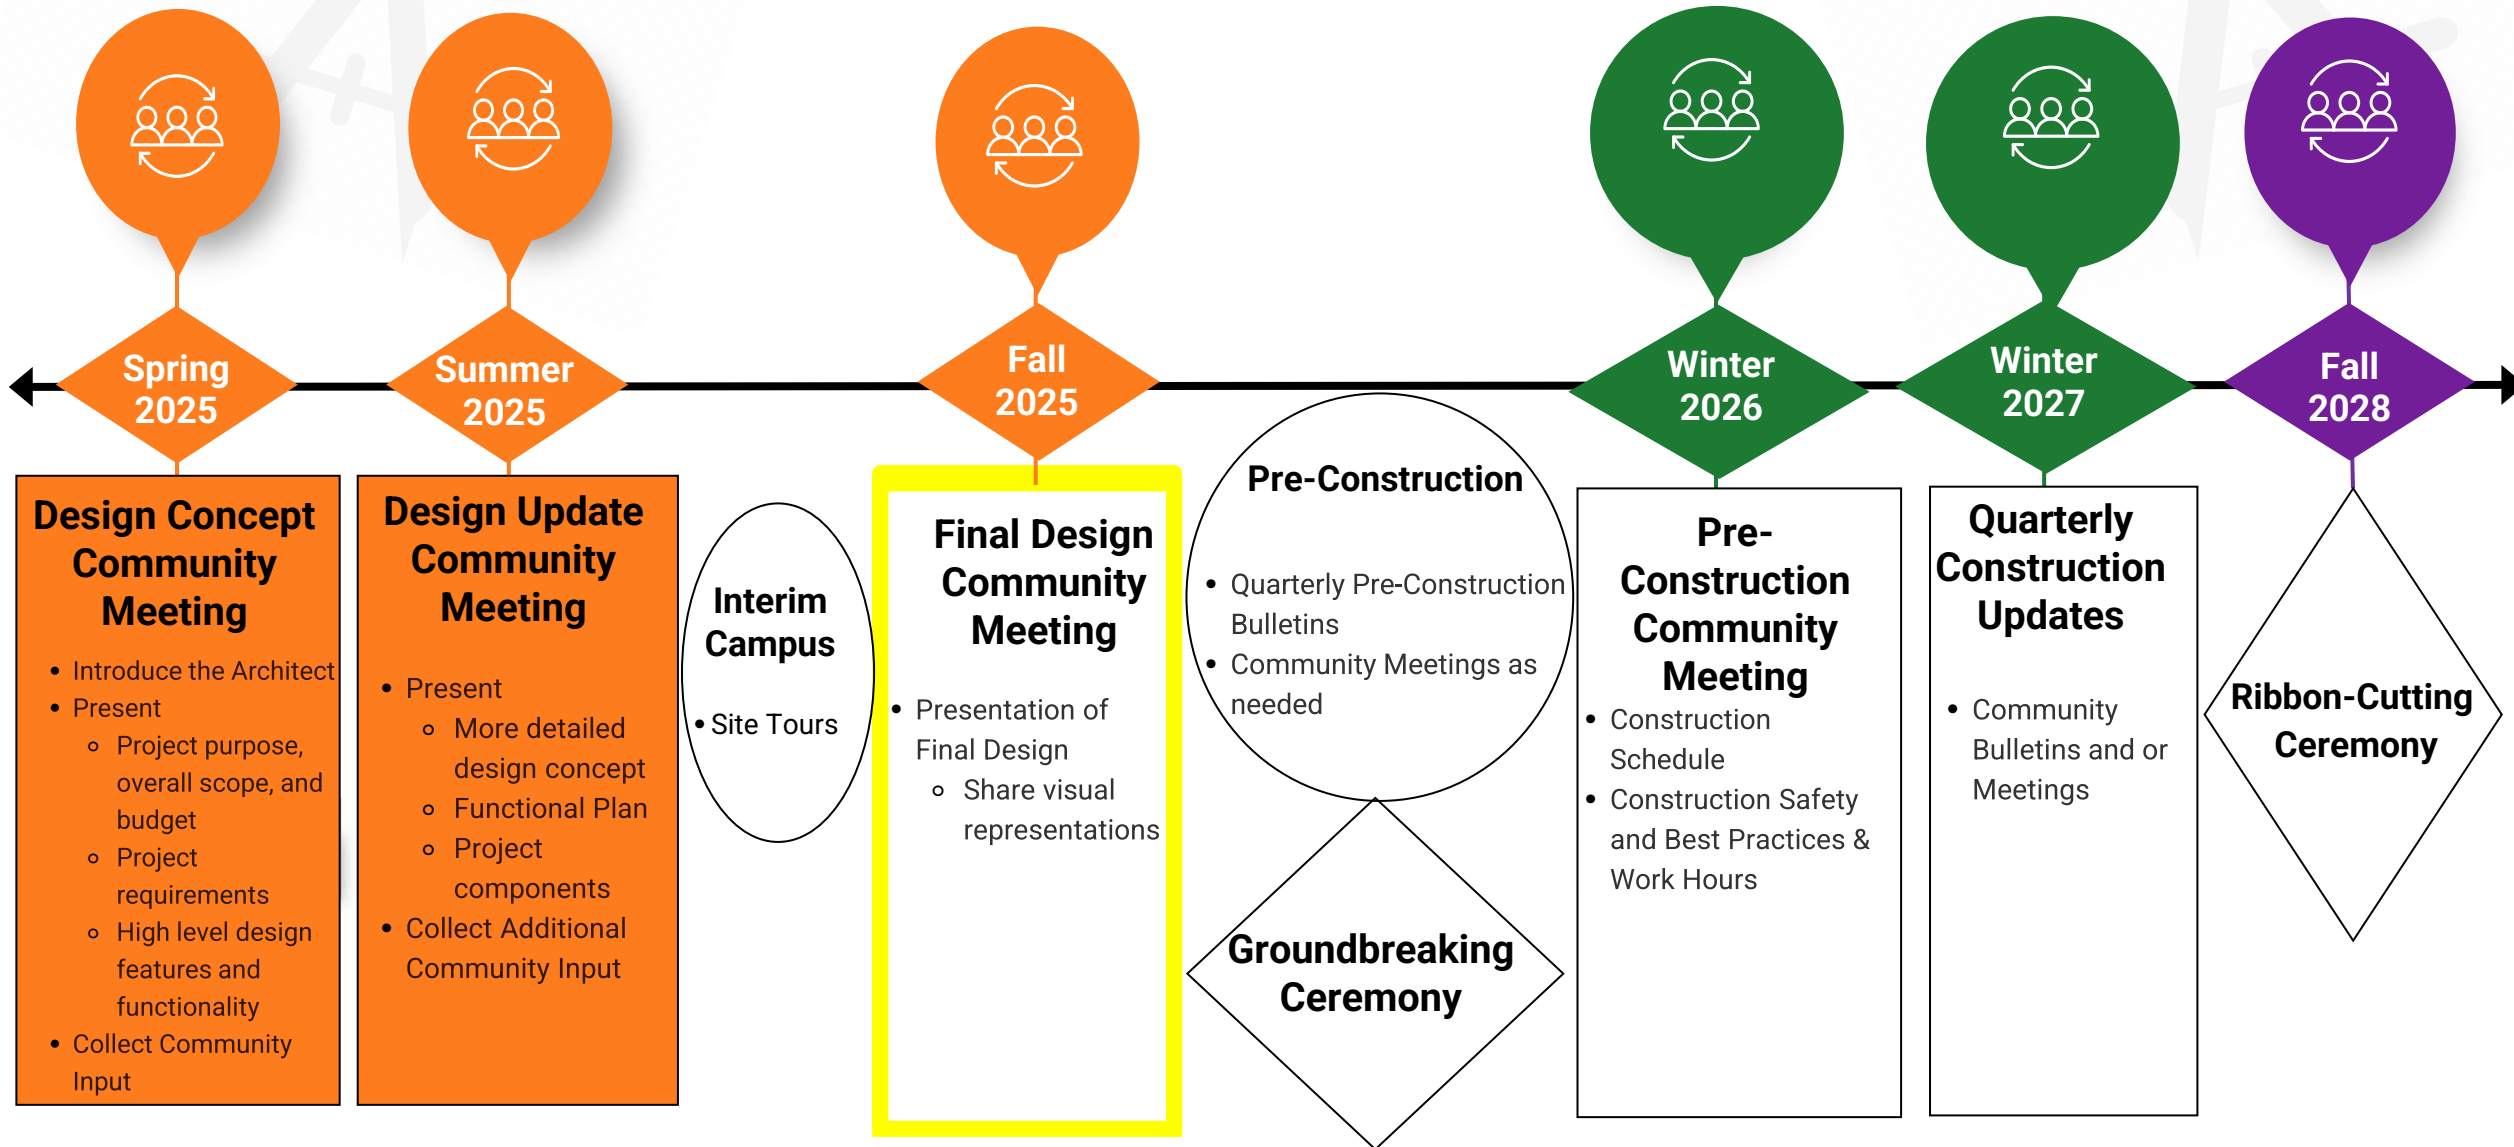 Spring
2025
Summer
2025
Fall
2025
Winter
2026
Winter
2027
Fall
2028
Design Concept
Community
Meeting
• Introduce the Architect
• Present
◦ Project purpose,
overall scope, and
budget
◦ Project
requirements
◦ High level design
features and
functionality
• Collect Community
Input
Design Update
Community
Meeting
• Present
◦ More detailed
design concept
◦ Functional Plan
◦ Project
components
• Collect Additional
Community Input
Interim
Campus
• Site Tours
Final Design
Community
Meeting
• Presentation of
Final Design
◦ Share visual
representations
Pre-Construction
• Quarterly Pre-Construction
Bulletins
• Community Meetings as
needed
Groundbreaking
Ceremony
Pre-
Construction
Community
Meeting
• Construction
Schedule
• Construction Safety
and Best Practices &
Work Hours
Quarterly
Construction
Updates
• Community
Bulletins and or
Meetings
Ribbon-Cutting
Ceremony